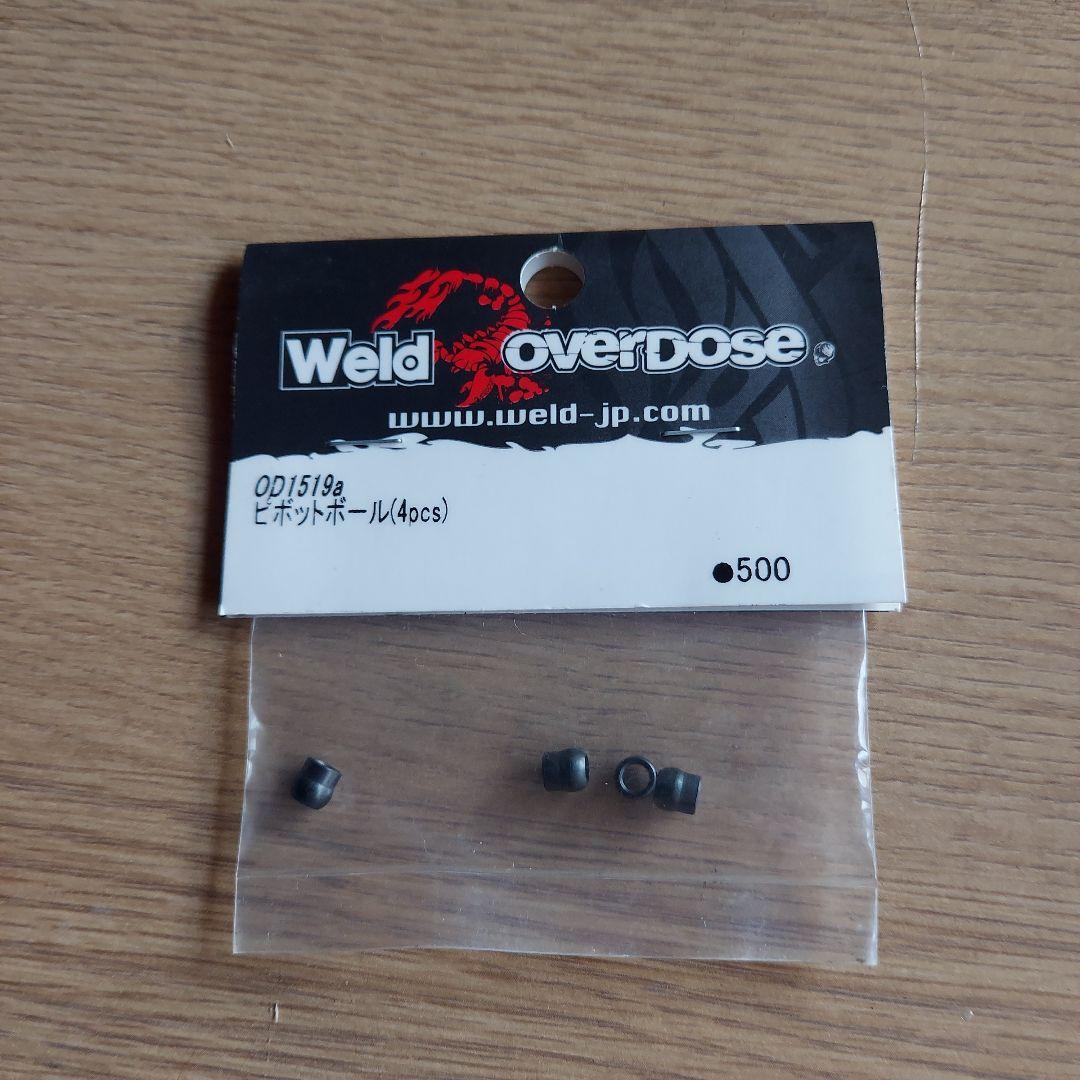 Weld OVERDOSE
www.weld-jp.com
OD1519a
ピボットボール(4pcs)
●500